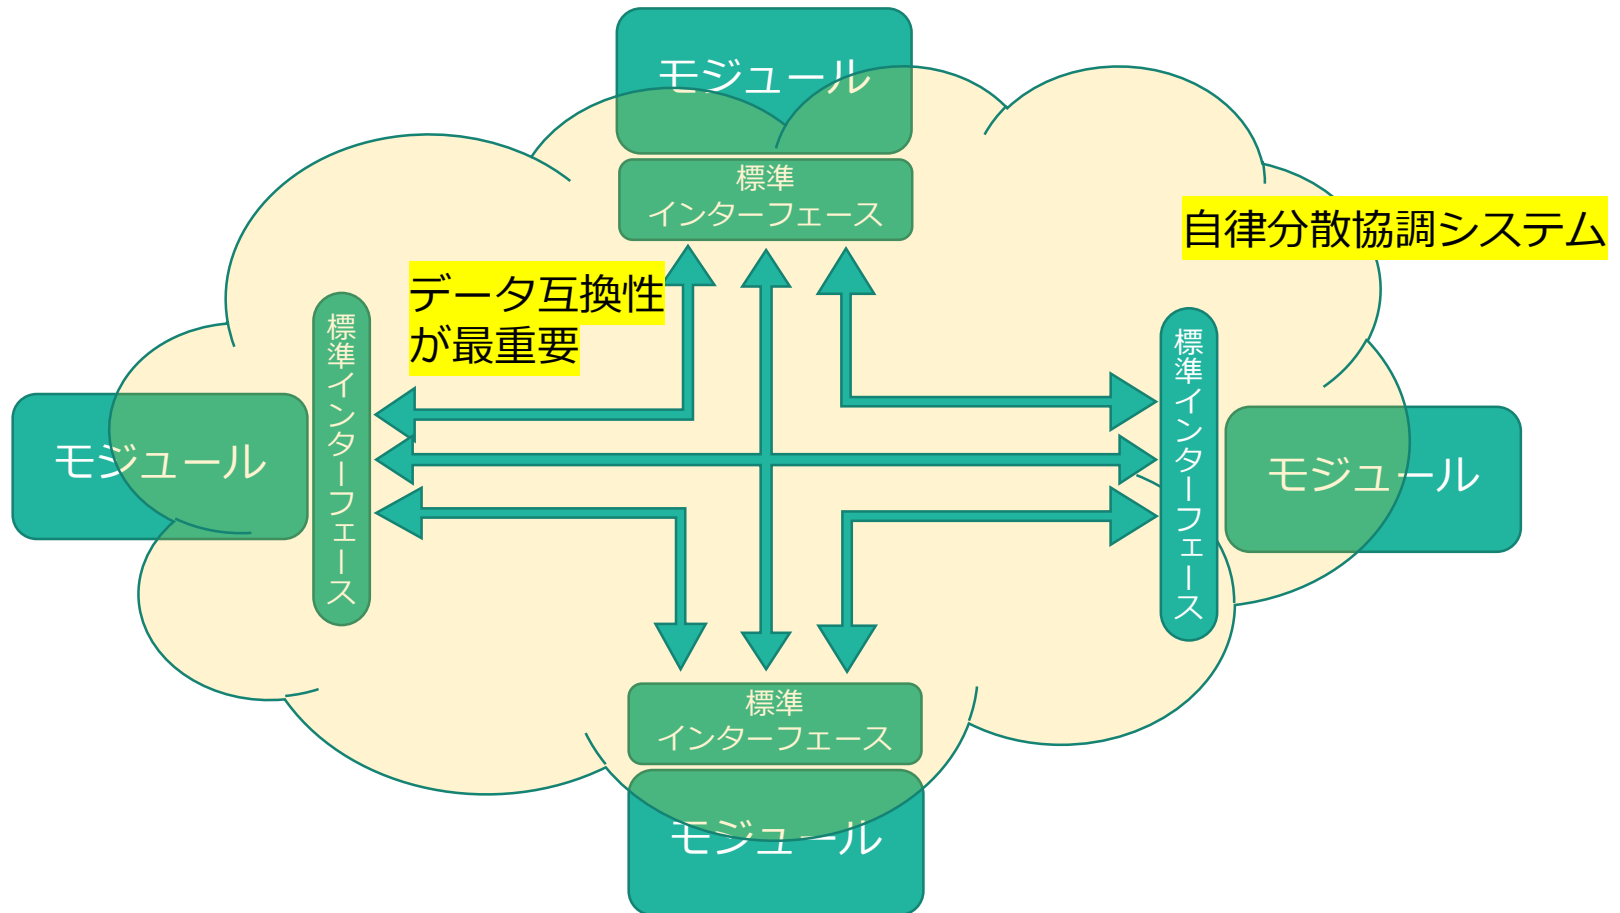 モジュール
標準
インターフェース
自律分散協調システム
データ互換性
が最重要
標準インターフェース
標準インターフェース
モジュール
モジュール
標準
インターフェース
モジュール